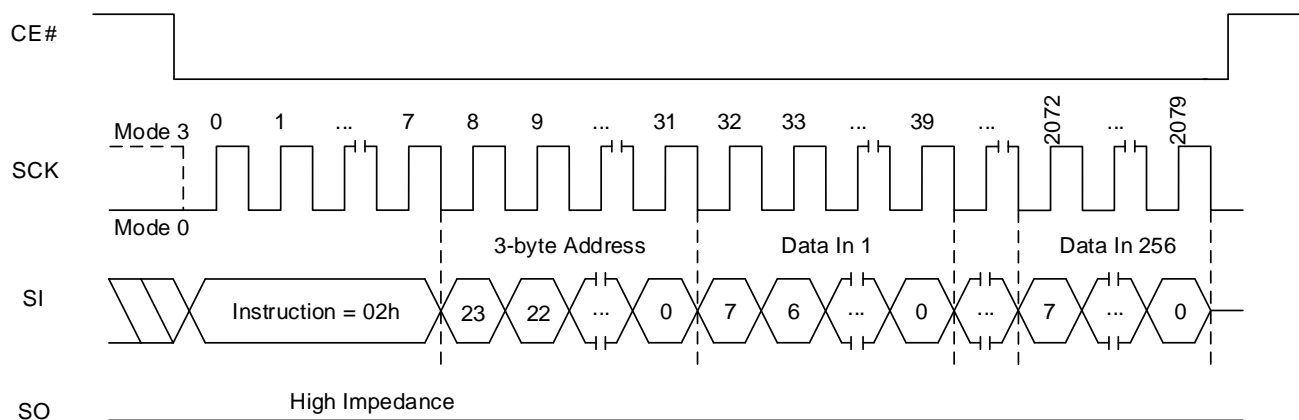 CE#
0 1 ... 7 8 9 ... 31 32 33 ... 39 ... 2072 ... 2079
Mode 3
SCK
Mode 0
3-byte Address Data In 1 Data In 256
SI Instruction = 02h 23 22 ... 0 7 6 ... 0 ... 7 ... 0
High Impedance
SO